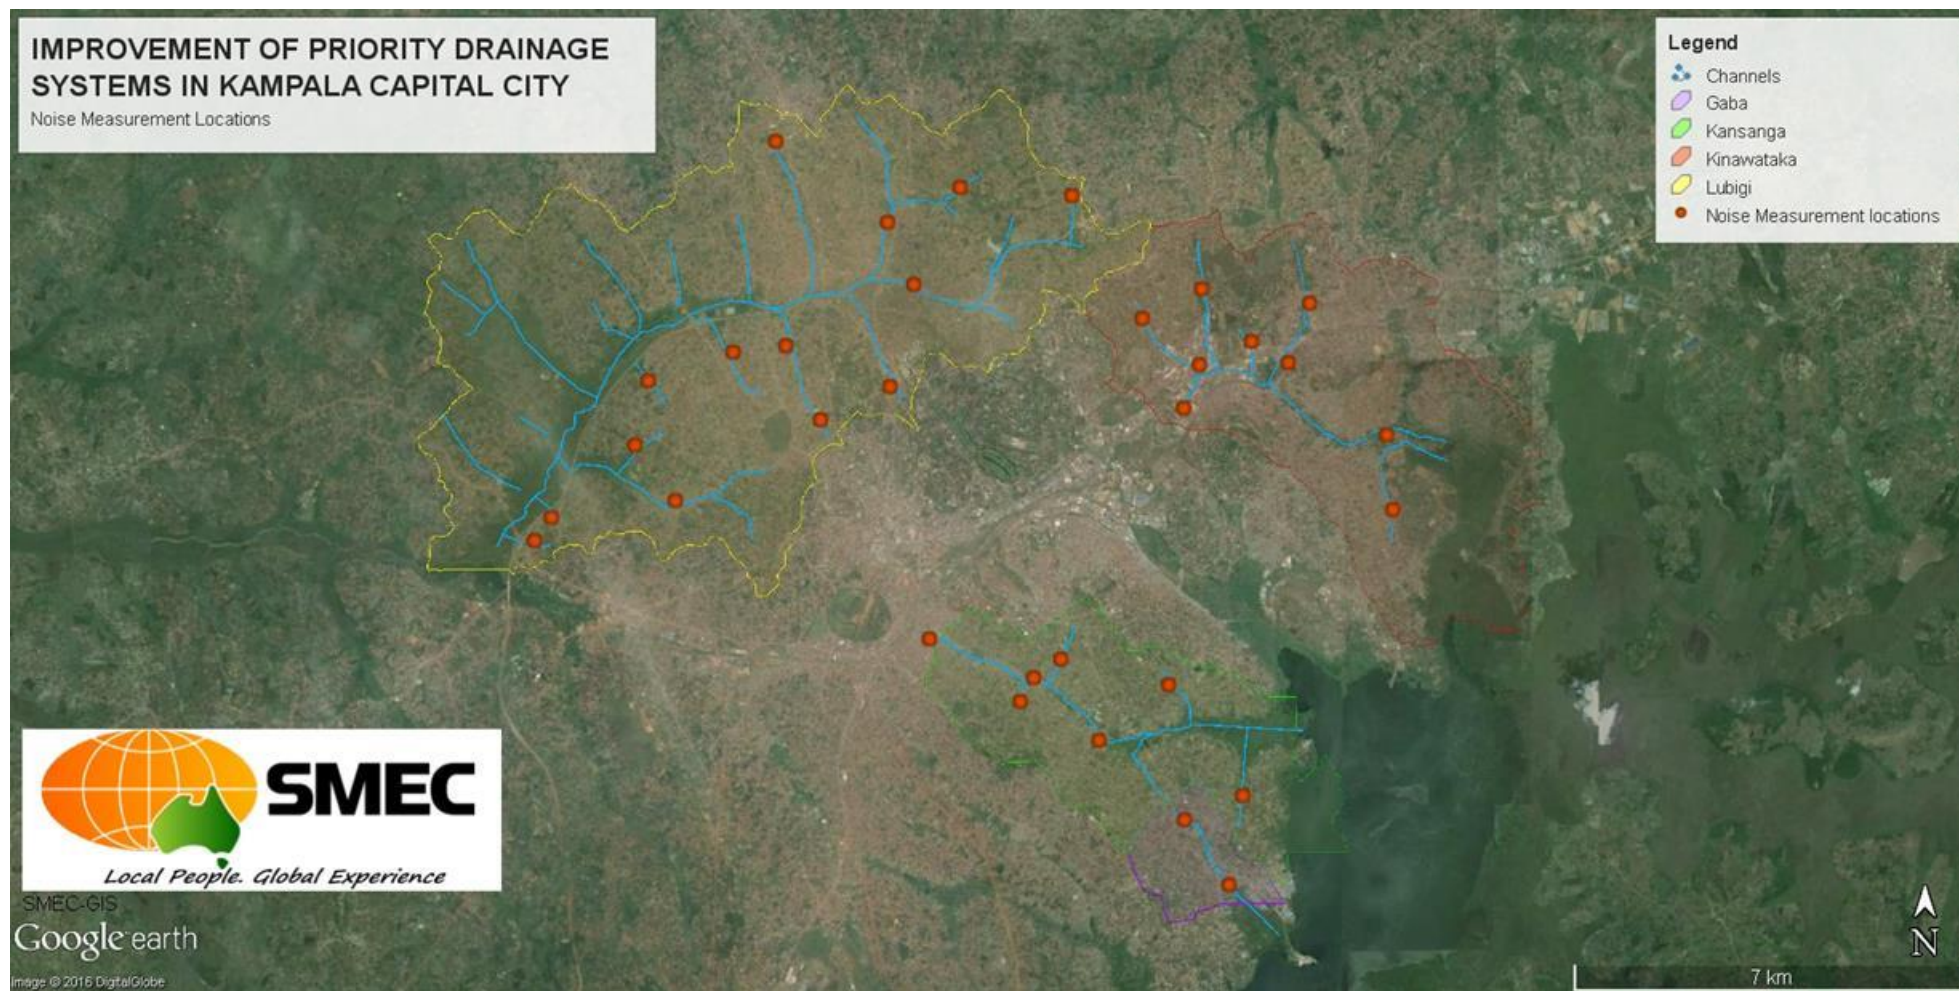 IMPROVEMENT OF PRIORITY DRAINAGE
SYSTEMS IN KAMPALA CAPITAL CITY
Noise Measurement Locations
Legend
Channels
Gaba
Kansanga
Kinawataka
Lubigi
Noise Measurement locations
SMEC
Local People. Global Experience
SMEC-GIS
Google earth
Image © 2016 DigitalGlobe
N
7 km